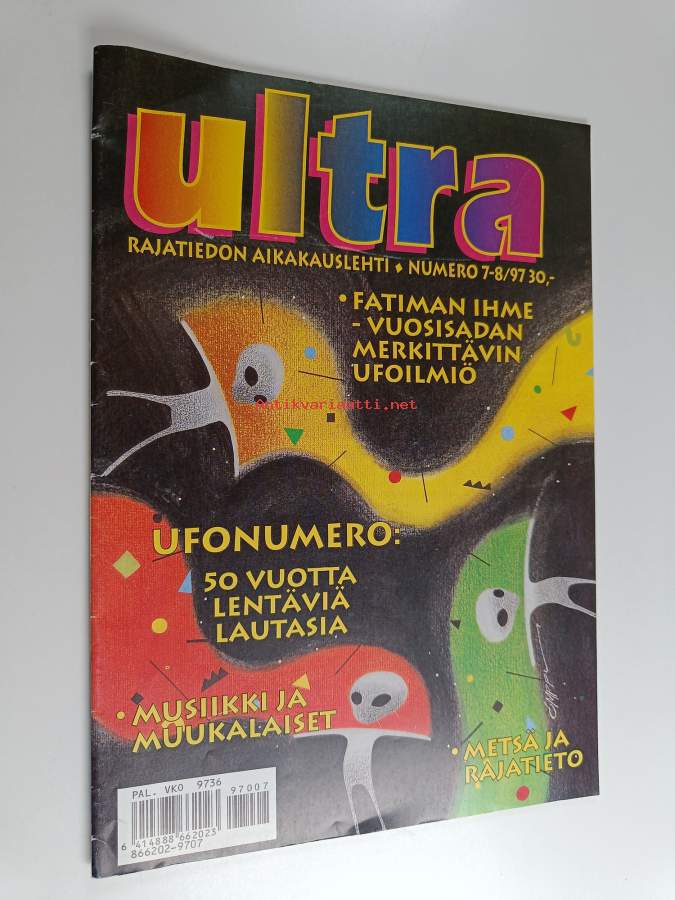 ultra
RAJATIEDON AIKAKAUSLEHTI ♦ NUMERO 7-8/97 30,-
• FATIMAN IHME
- VUOSISADAN
MERKITTÄVIN
UFOILMIÖ
Antikvariaatti.net
UFONUMERO:
50 VUOTTA
LENTÄVIÄ
LAUTASIA
• MUSIIKKI JA
MUUKALAISET
• METSÄ JA
RAJATIETO
PAL. VKO 9736
97007
6 414888 662023
866202-9707